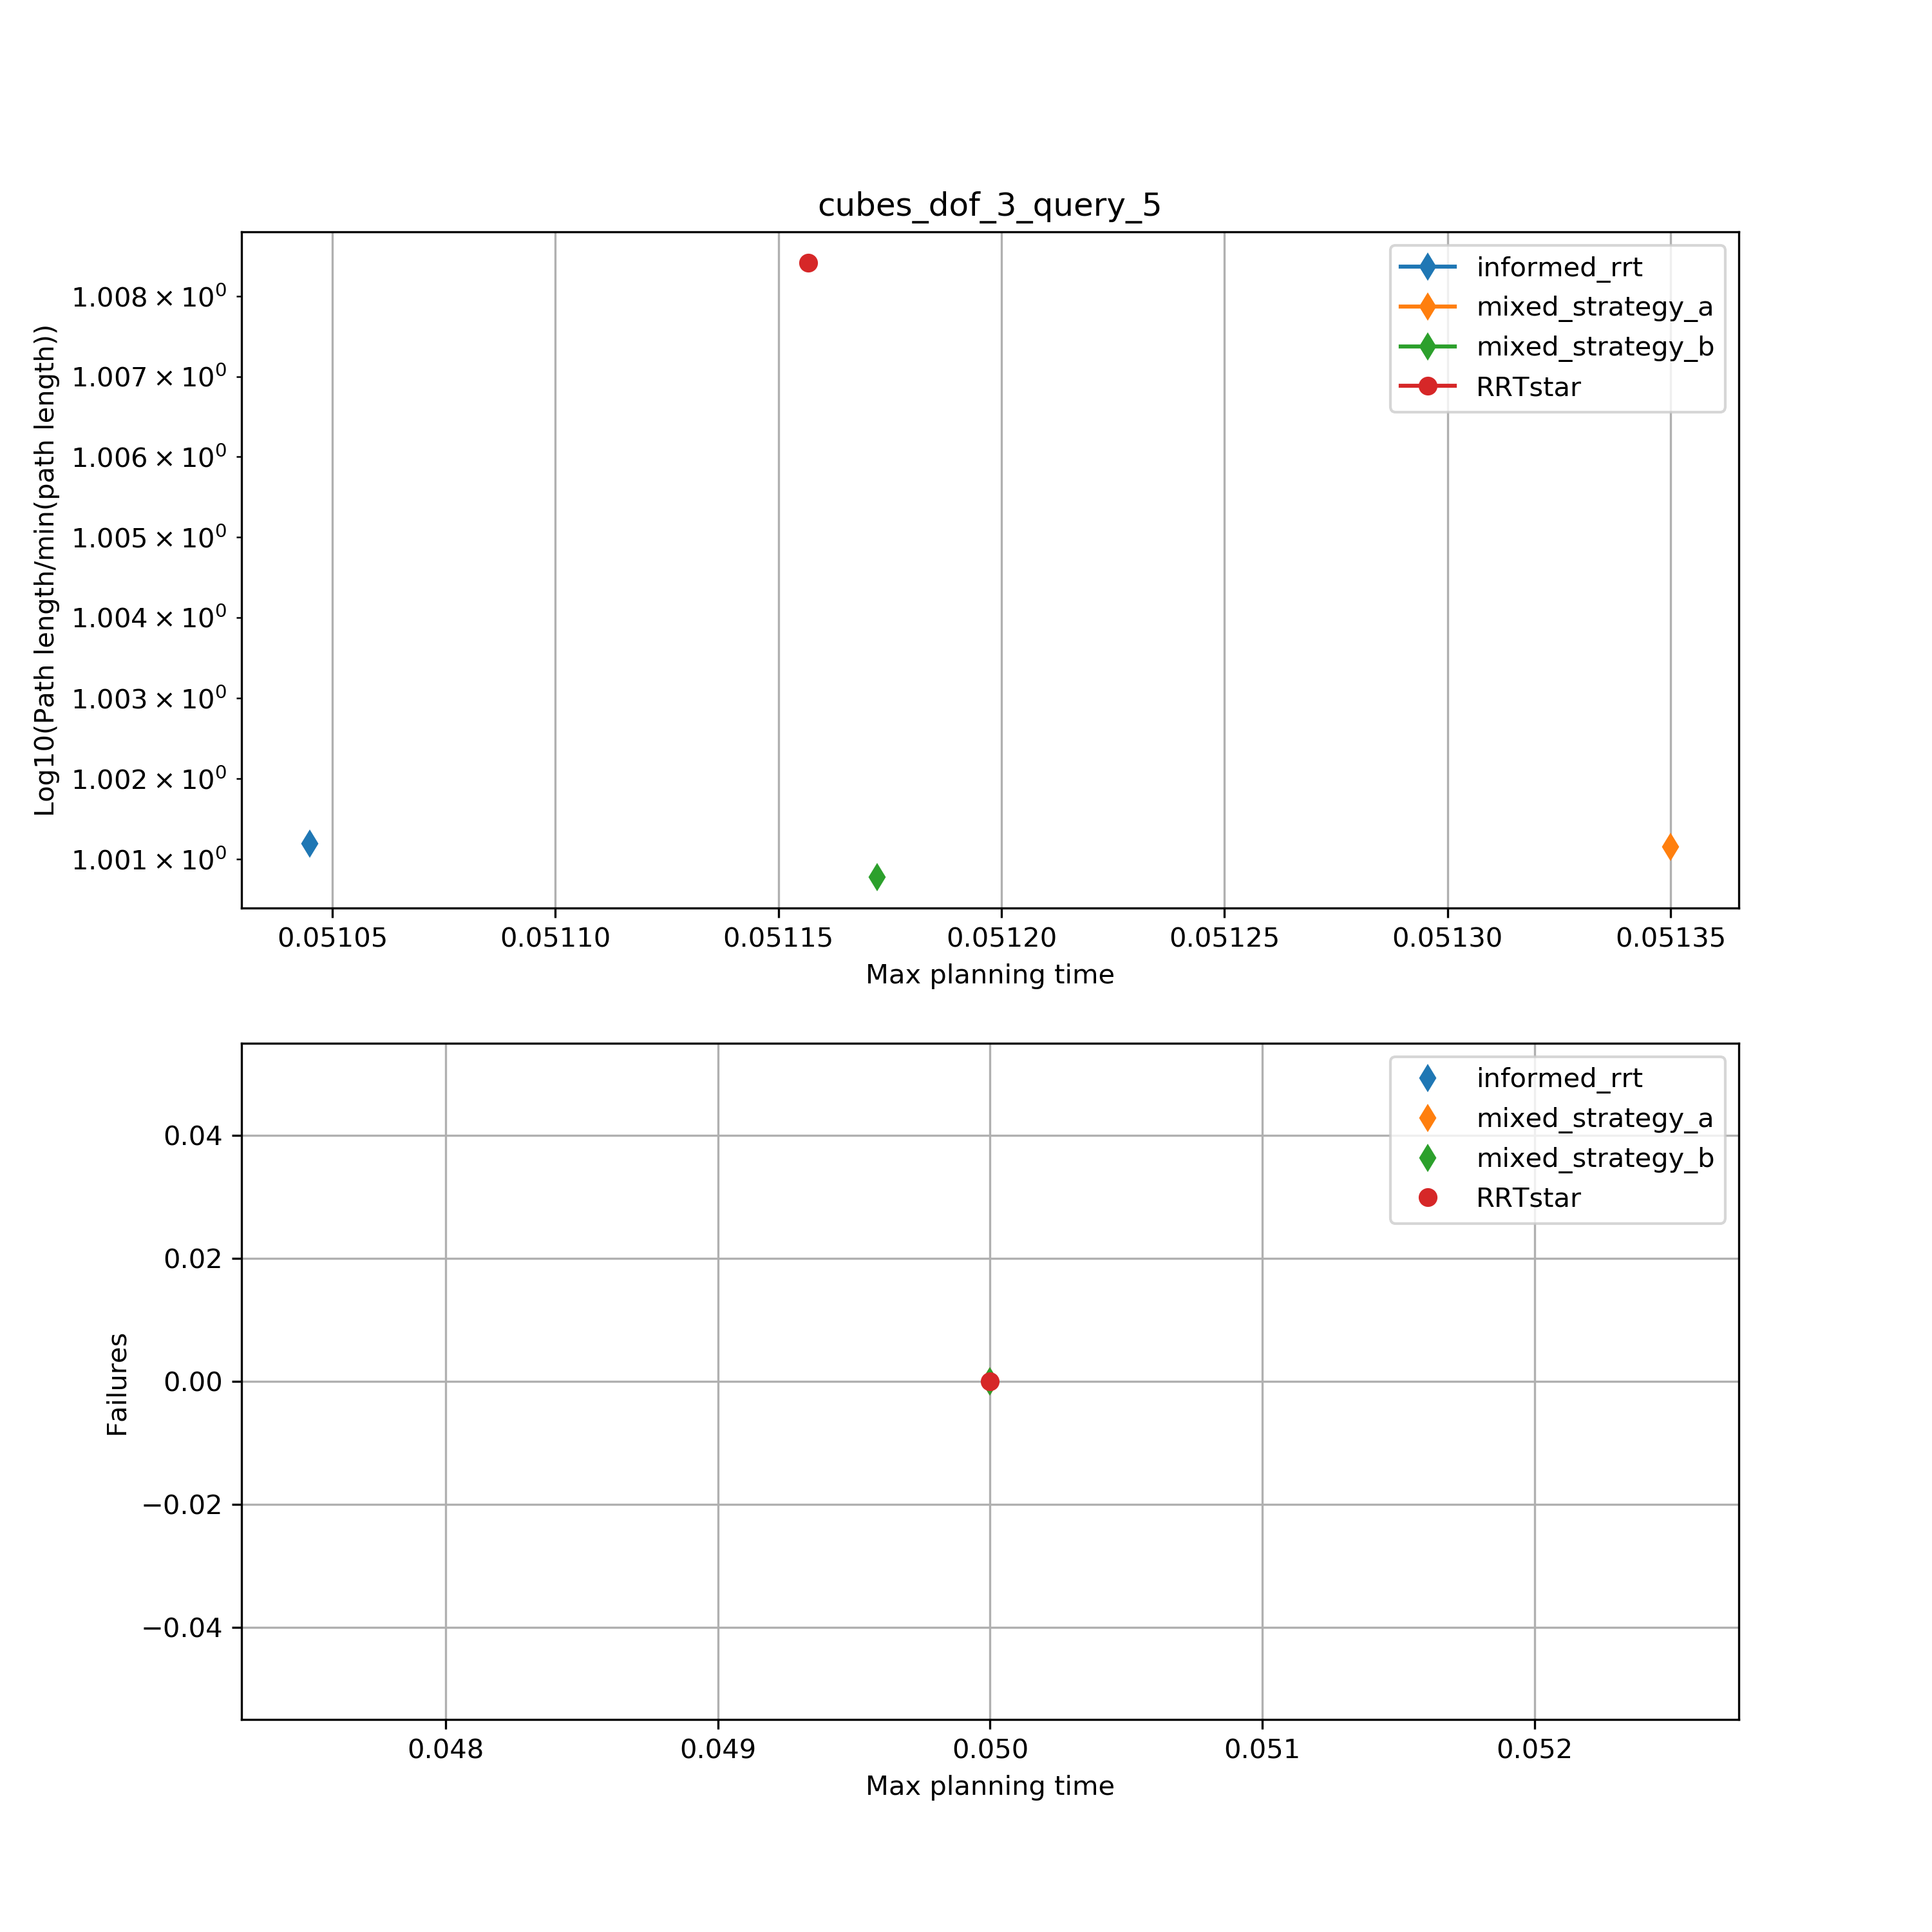 cubes_dof_3_query_5
Log10(Path length/min(path length))
1.008 × 10⁰
1.007 × 10⁰
1.006 × 10⁰
1.005 × 10⁰
1.004 × 10⁰
1.003 × 10⁰
1.002 × 10⁰
1.001 × 10⁰
informed_rrt
mixed_strategy_a
mixed_strategy_b
RRTstar
0.05105 0.05110 0.05115 0.05120 0.05125 0.05130 0.05135
Max planning time
Failures
0.04
0.02
0.00
−0.02
−0.04
informed_rrt
mixed_strategy_a
mixed_strategy_b
RRTstar
0.048 0.049 0.050 0.051 0.052
Max planning time